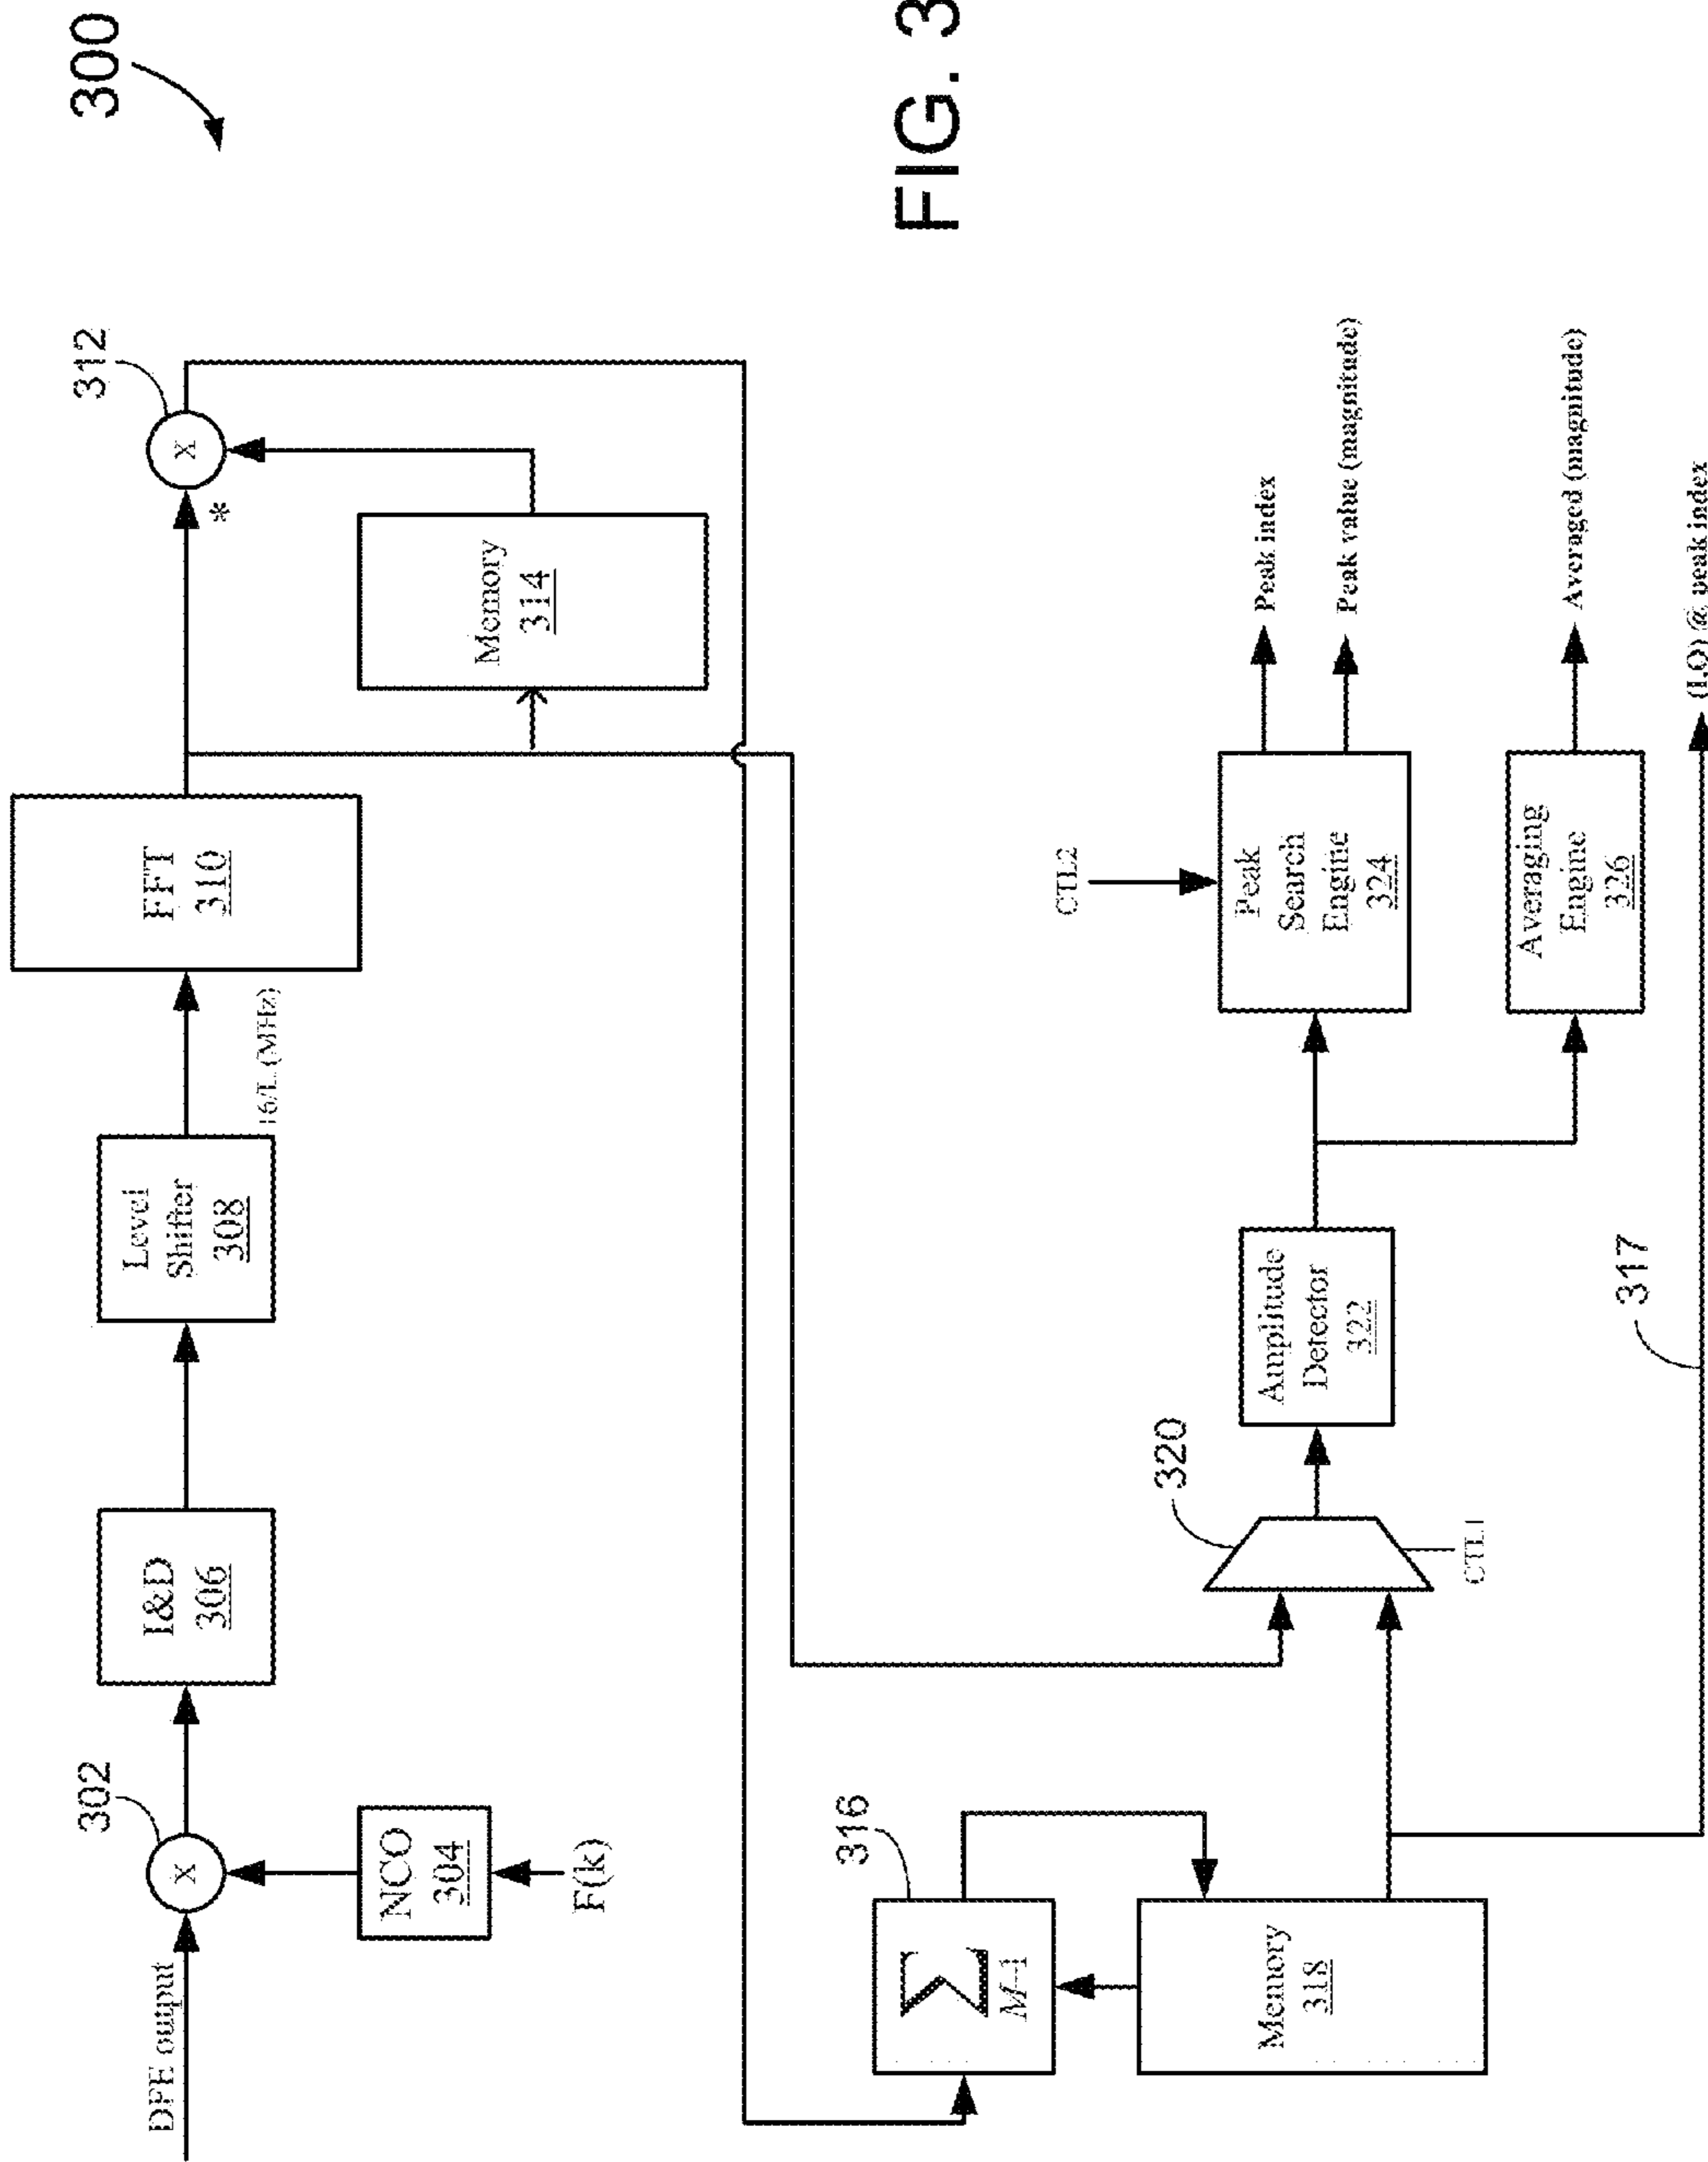 300
DFE output
302
X
NCO
304
F(k)
I&D
306
Level
Shifter
308
16/L (MHz)
FFT
310
312
X
*
Memory
314
FIG. 3
316
Σ
M-1
Memory
318
320
CTL1
Amplitude
Detector
322
CTL2
Peak
Search
Engine
324
Peak index
Peak value (magnitude)
Averaging
Engine
326
Averaged (magnitude)
317
(I,Q) @ peak index